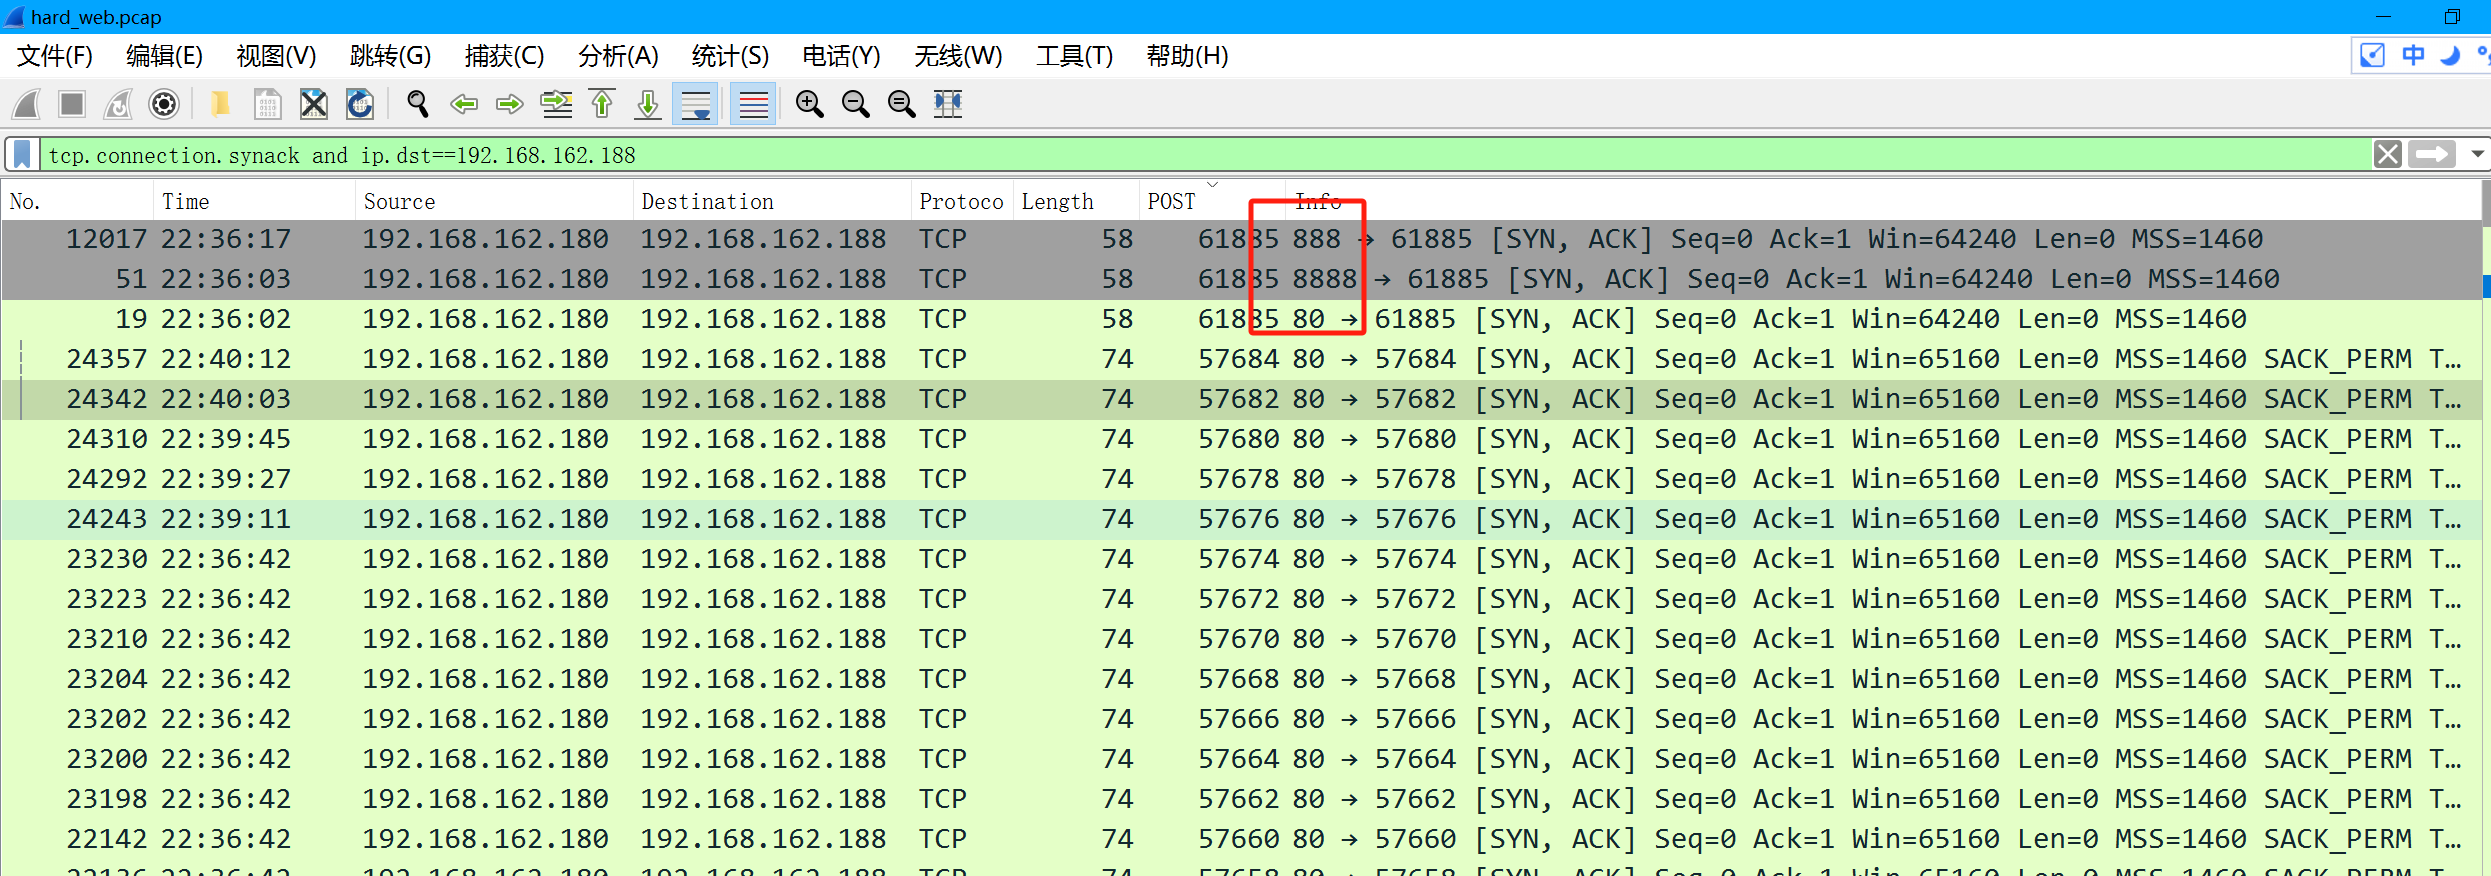 hard_web.pcap
文件(F) 编辑(E) 视图(V) 跳转(G) 捕获(C) 分析(A) 统计(S) 电话(Y) 无线(W) 工具(T) 帮助(H)
中
tcp.connection.synack and ip.dst==192.168.162.188
No. Time Source Destination Protoco Length POST Info
12017 22:36:17 192.168.162.180 192.168.162.188 TCP 58 61885 888 → 61885 [SYN, ACK] Seq=0 Ack=1 Win=64240 Len=0 MSS=1460
51 22:36:03 192.168.162.180 192.168.162.188 TCP 58 61885 8888 → 61885 [SYN, ACK] Seq=0 Ack=1 Win=64240 Len=0 MSS=1460
19 22:36:02 192.168.162.180 192.168.162.188 TCP 58 61885 80 → 61885 [SYN, ACK] Seq=0 Ack=1 Win=64240 Len=0 MSS=1460
24357 22:40:12 192.168.162.180 192.168.162.188 TCP 74 57684 80 → 57684 [SYN, ACK] Seq=0 Ack=1 Win=65160 Len=0 MSS=1460 SACK_PERM T…
24342 22:40:03 192.168.162.180 192.168.162.188 TCP 74 57682 80 → 57682 [SYN, ACK] Seq=0 Ack=1 Win=65160 Len=0 MSS=1460 SACK_PERM T…
24310 22:39:45 192.168.162.180 192.168.162.188 TCP 74 57680 80 → 57680 [SYN, ACK] Seq=0 Ack=1 Win=65160 Len=0 MSS=1460 SACK_PERM T…
24292 22:39:27 192.168.162.180 192.168.162.188 TCP 74 57678 80 → 57678 [SYN, ACK] Seq=0 Ack=1 Win=65160 Len=0 MSS=1460 SACK_PERM T…
24243 22:39:11 192.168.162.180 192.168.162.188 TCP 74 57676 80 → 57676 [SYN, ACK] Seq=0 Ack=1 Win=65160 Len=0 MSS=1460 SACK_PERM T…
23230 22:36:42 192.168.162.180 192.168.162.188 TCP 74 57674 80 → 57674 [SYN, ACK] Seq=0 Ack=1 Win=65160 Len=0 MSS=1460 SACK_PERM T…
23223 22:36:42 192.168.162.180 192.168.162.188 TCP 74 57672 80 → 57672 [SYN, ACK] Seq=0 Ack=1 Win=65160 Len=0 MSS=1460 SACK_PERM T…
23210 22:36:42 192.168.162.180 192.168.162.188 TCP 74 57670 80 → 57670 [SYN, ACK] Seq=0 Ack=1 Win=65160 Len=0 MSS=1460 SACK_PERM T…
23204 22:36:42 192.168.162.180 192.168.162.188 TCP 74 57668 80 → 57668 [SYN, ACK] Seq=0 Ack=1 Win=65160 Len=0 MSS=1460 SACK_PERM T…
23202 22:36:42 192.168.162.180 192.168.162.188 TCP 74 57666 80 → 57666 [SYN, ACK] Seq=0 Ack=1 Win=65160 Len=0 MSS=1460 SACK_PERM T…
23200 22:36:42 192.168.162.180 192.168.162.188 TCP 74 57664 80 → 57664 [SYN, ACK] Seq=0 Ack=1 Win=65160 Len=0 MSS=1460 SACK_PERM T…
23198 22:36:42 192.168.162.180 192.168.162.188 TCP 74 57662 80 → 57662 [SYN, ACK] Seq=0 Ack=1 Win=65160 Len=0 MSS=1460 SACK_PERM T…
22142 22:36:42 192.168.162.180 192.168.162.188 TCP 74 57660 80 → 57660 [SYN, ACK] Seq=0 Ack=1 Win=65160 Len=0 MSS=1460 SACK_PERM T…